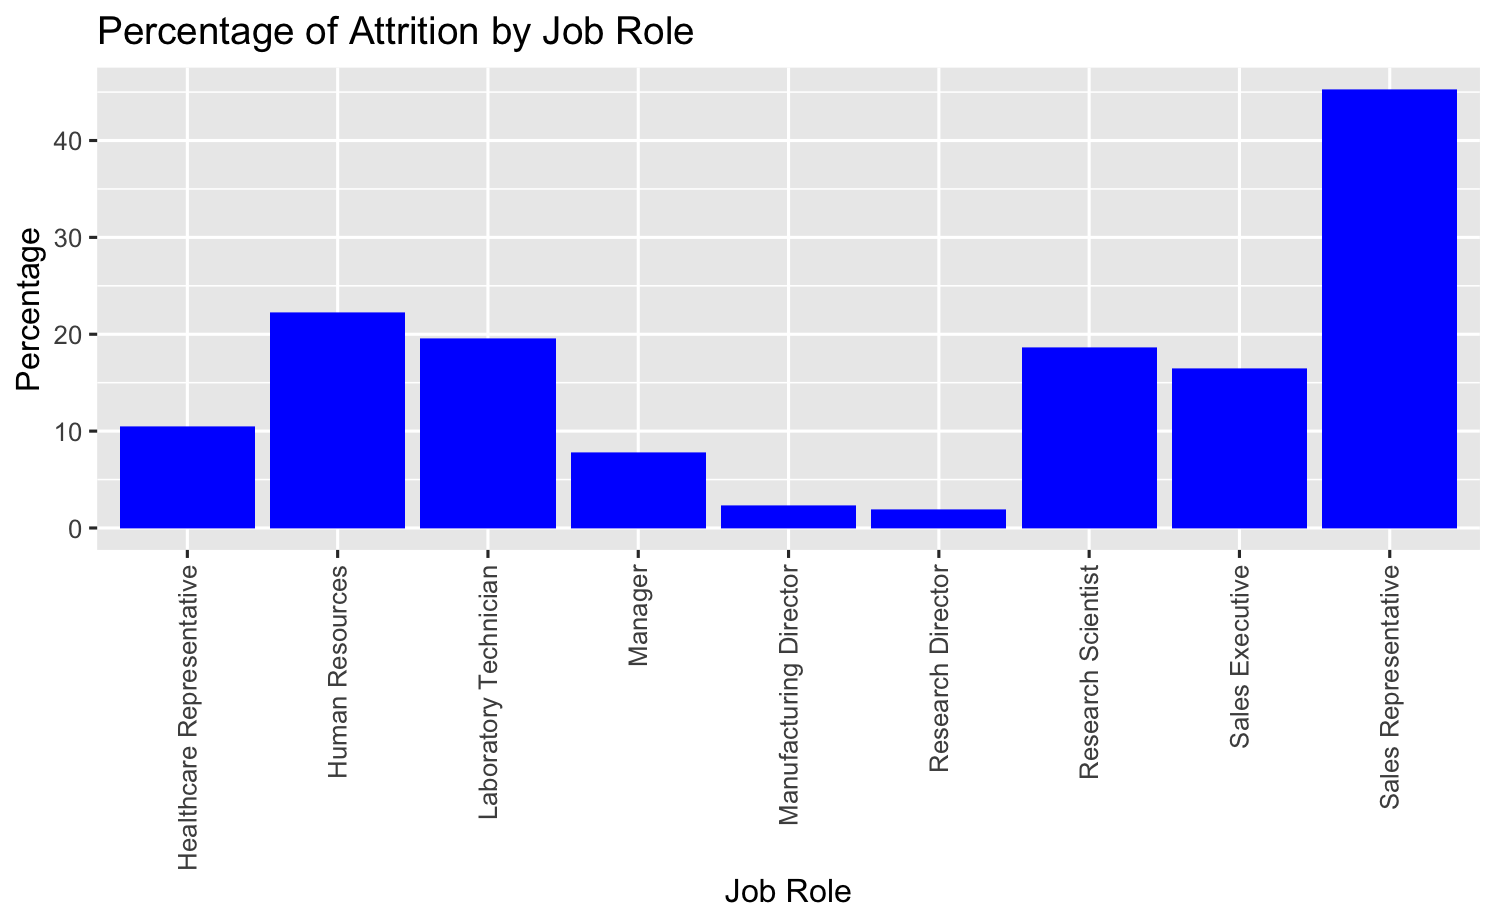 Percentage of Attrition by Job Role
Percentage
40
30
20
10
0
Healthcare Representative
Human Resources
Laboratory Technician
Manager
Manufacturing Director
Research Director
Research Scientist
Sales Executive
Sales Representative
Job Role